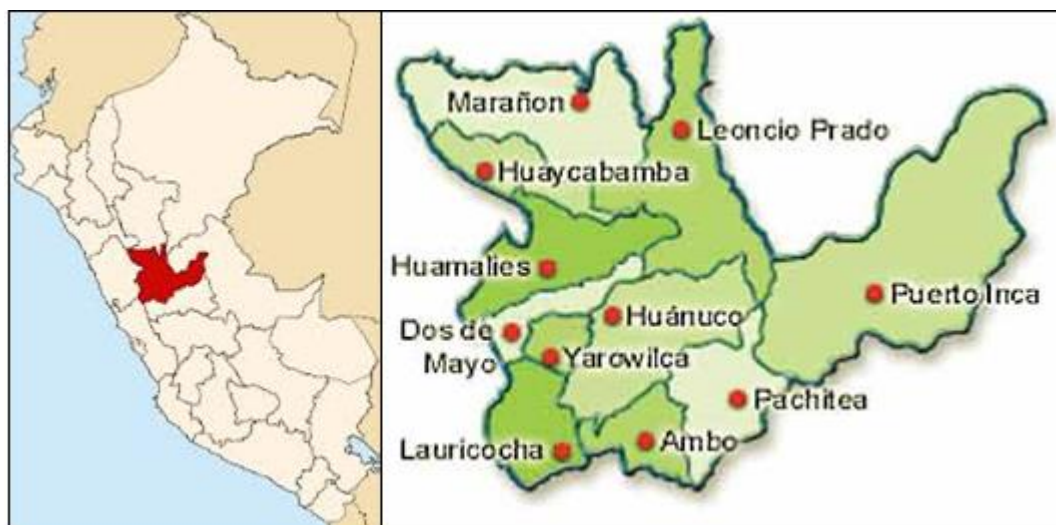 Marañon
Leoncio Prado
Huaycabamba
Huamalies
Puerto Inca
Huánuco
Dos de
Mayo
Yarowilca
Pachitea
Lauricocha
Ambo